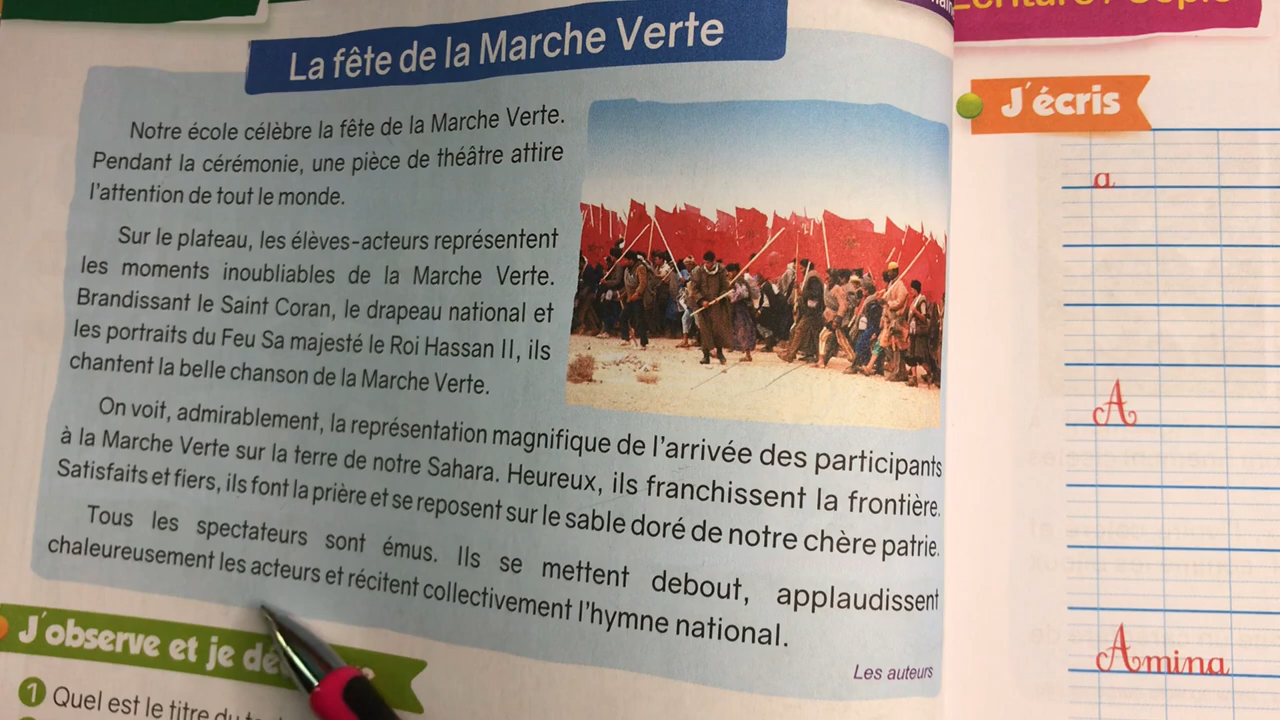 La fête de la Marche Verte
Notre école célèbre la fête de la Marche Verte.
Pendant la cérémonie, une pièce de théâtre attire
l'attention de tout le monde.
Sur le plateau, les élèves-acteurs représentent
les moments inoubliables de la Marche Verte.
Brandissant le Saint Coran, le drapeau national et
les portraits du Feu Sa majesté le Roi Hassan II, ils
chantent la belle chanson de la Marche Verte.
On voit, admirablement, la représentation magnifique de l'arrivée des participants
à la Marche Verte sur la terre de notre Sahara. Heureux, ils franchissent la frontière.
Satisfaits et fiers, ils font la prière et se reposent sur le sable doré de notre chère patrie.
Tous les spectateurs sont émus. Ils se mettent debout, applaudissent
chaleureusement les acteurs et récitent collectivement l'hymne national.
Les auteurs
J'observe et je
1 Quel est le titre du
J'écris
a
A
Amina